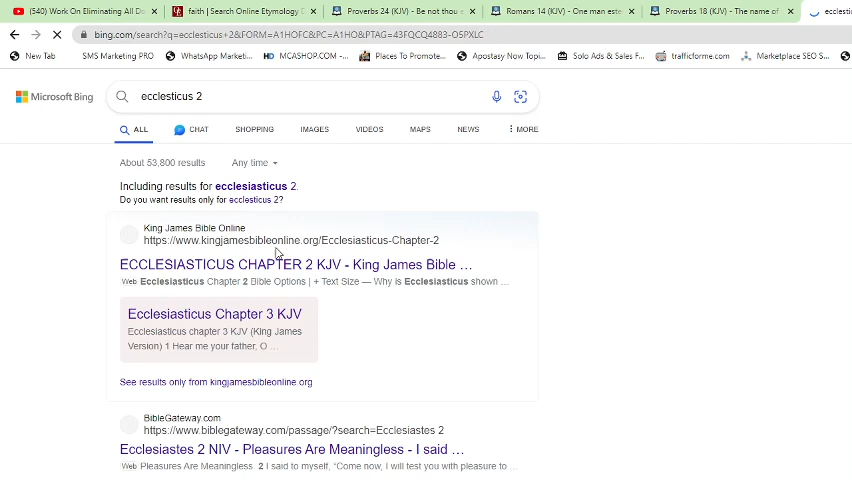 (540) Work On Eliminating All Do
faith | Search Online Etymology D
Proverbs 24 (KJV) - Be not thou e
Romans 14 (KJV) - One man este
Proverbs 18 (KJV) - The name of
ecclesti
bing.com/search?q=ecclesticus+2&FORM=A1HOFC&PC=A1HO&PTAG=43FQCQ4883-O5PXLC
New Tab
SMS Marketing PRO
WhatsApp Market...
MCASHOP.COM -...
Places To Promote...
Apostasy Now Topi...
Solo Ads & Sales F...
trafficforme.com
Marketplace SEO S...
Microsoft Bing
ecclesticus 2
ALL
CHAT
SHOPPING
IMAGES
VIDEOS
MAPS
NEWS
MORE
About 53,800 results
Any time
Including results for ecclesiasticus 2.
Do you want results only for ecclesticus 2?
King James Bible Online
https://www.kingjamesbibleonline.org/Ecclesiasticus-Chapter-2
ECCLESIASTICUS CHAPTER 2 KJV - King James Bible ...
Web Ecclesiasticus Chapter 2 Bible Options | + Text Size — Why is Ecclesiasticus shown ...
Ecclesiasticus Chapter 3 KJV
Ecclesiasticus chapter 3 KJV (King James
Version) 1 Hear me your father, O ...
See results only from kingjamesbibleonline.org
BibleGateway.com
https://www.biblegateway.com/passage/?search=Ecclesiastes 2
Ecclesiastes 2 NIV - Pleasures Are Meaningless - I said ...
Web Pleasures Are Meaningless 2 I said to myself, “Come now, I will test you with pleasure to ...